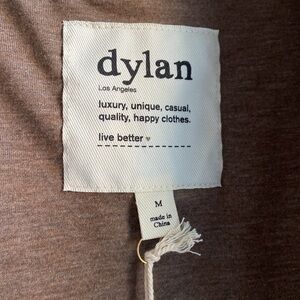 dylan
Los Angeles
luxury, unique, casual,
quality, happy clothes.
live better ♥
M
made in
China